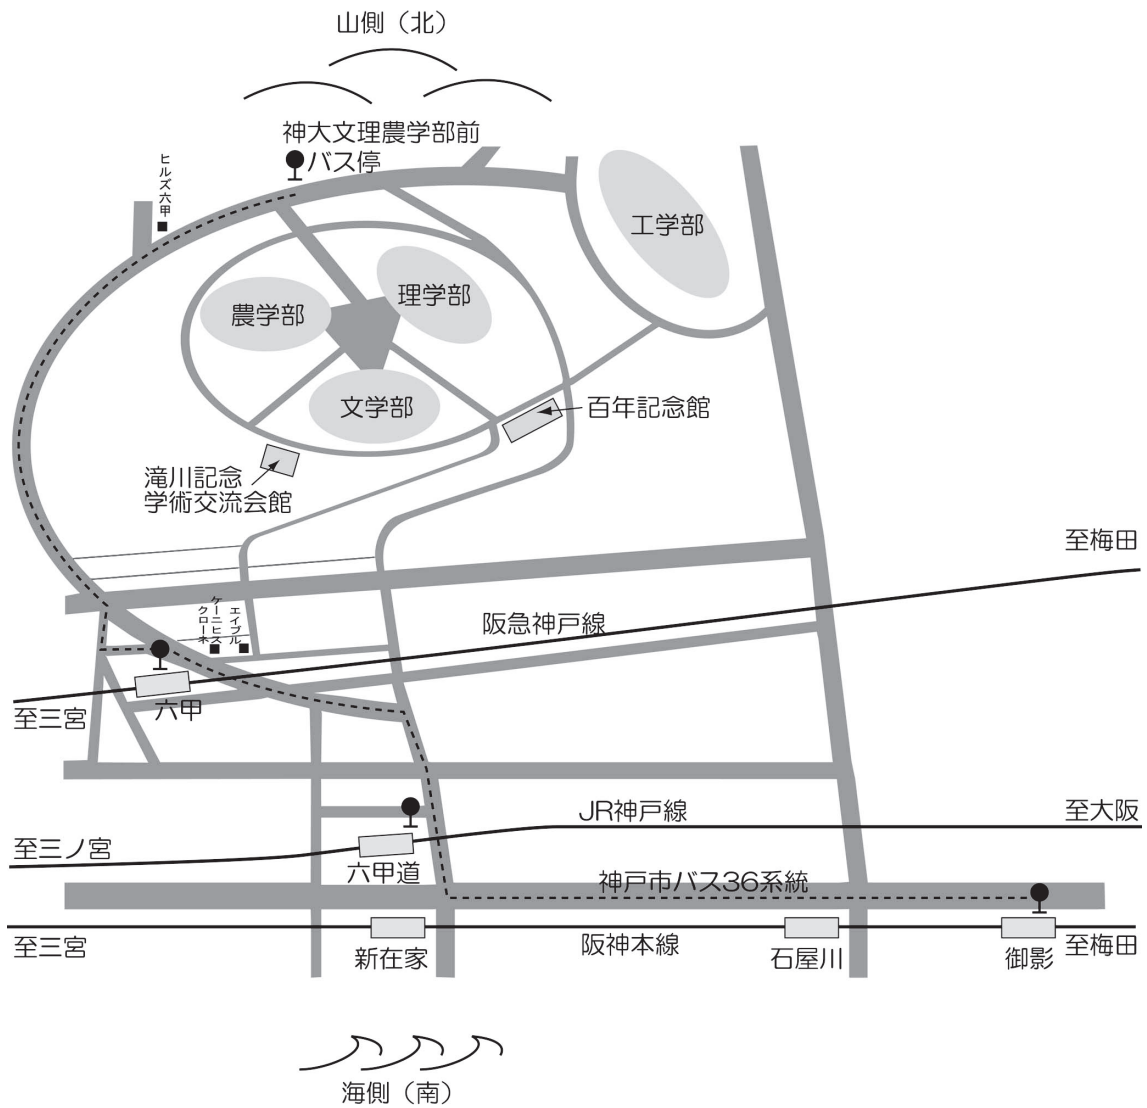 山側（北）
神大文理農学部前
バス停
ヒルズ六甲
工学部
理学部
農学部
文学部
百年記念館
滝川記念
学術交流会館
至梅田
エイブル
ケーニヒス
クローネ
阪急神戸線
六甲
至三宮
JR神戸線
至大阪
至三ノ宮
六甲道
神戸市バス36系統
至三宮
新在家
阪神本線
石屋川
御影
至梅田
海側（南）